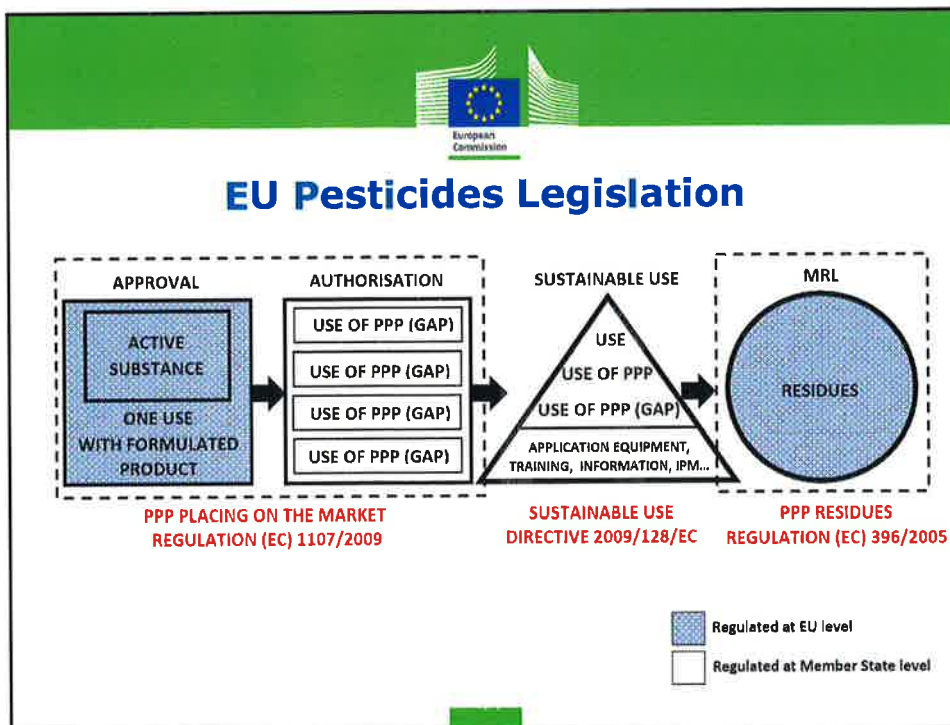 European
Commission
EU Pesticides Legislation
APPROVAL
ACTIVE
SUBSTANCE
ONE USE
WITH FORMULATED
PRODUCT
AUTHORISATION
USE OF PPP (GAP)
USE OF PPP (GAP)
USE OF PPP (GAP)
USE OF PPP (GAP)
PPP PLACING ON THE MARKET
REGULATION (EC) 1107/2009
SUSTAINABLE USE
USE
USE OF PPP
USE OF PPP (GAP)
APPLICATION EQUIPMENT,
TRAINING, INFORMATION, IPM...
SUSTAINABLE USE
DIRECTIVE 2009/128/EC
MRL
RESIDUES
PPP RESIDUES
REGULATION (EC) 396/2005
Regulated at EU level
Regulated at Member State level